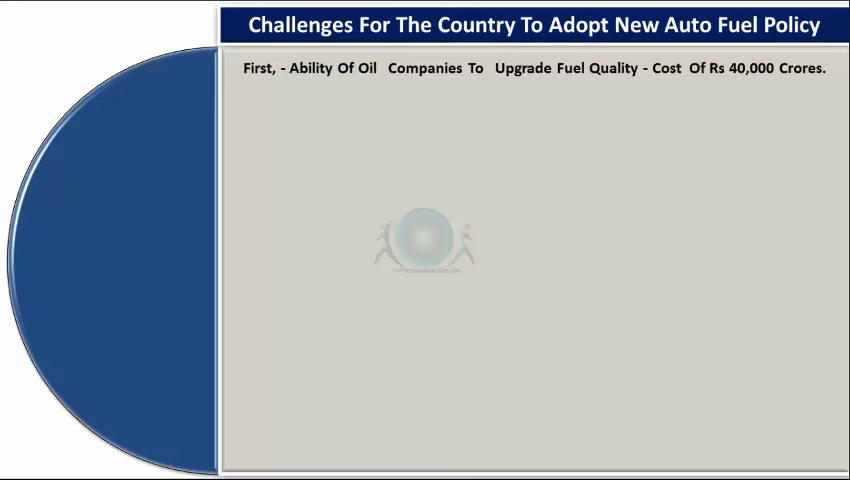 Challenges For The Country To Adopt New Auto Fuel Policy
First, - Ability Of Oil Companies To Upgrade Fuel Quality - Cost Of Rs 40,000 Crores.